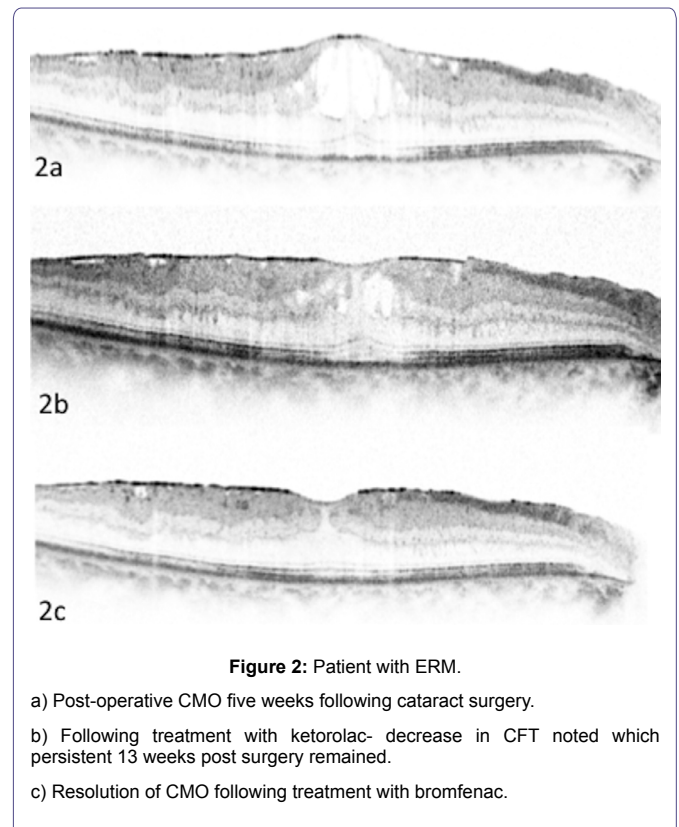 2a
2b
2c
Figure 2: Patient with ERM.
a) Post-operative CMO five weeks following cataract surgery.
b) Following treatment with ketorolac- decrease in CFT noted which
persistent 13 weeks post surgery remained.
c) Resolution of CMO following treatment with bromfenac.